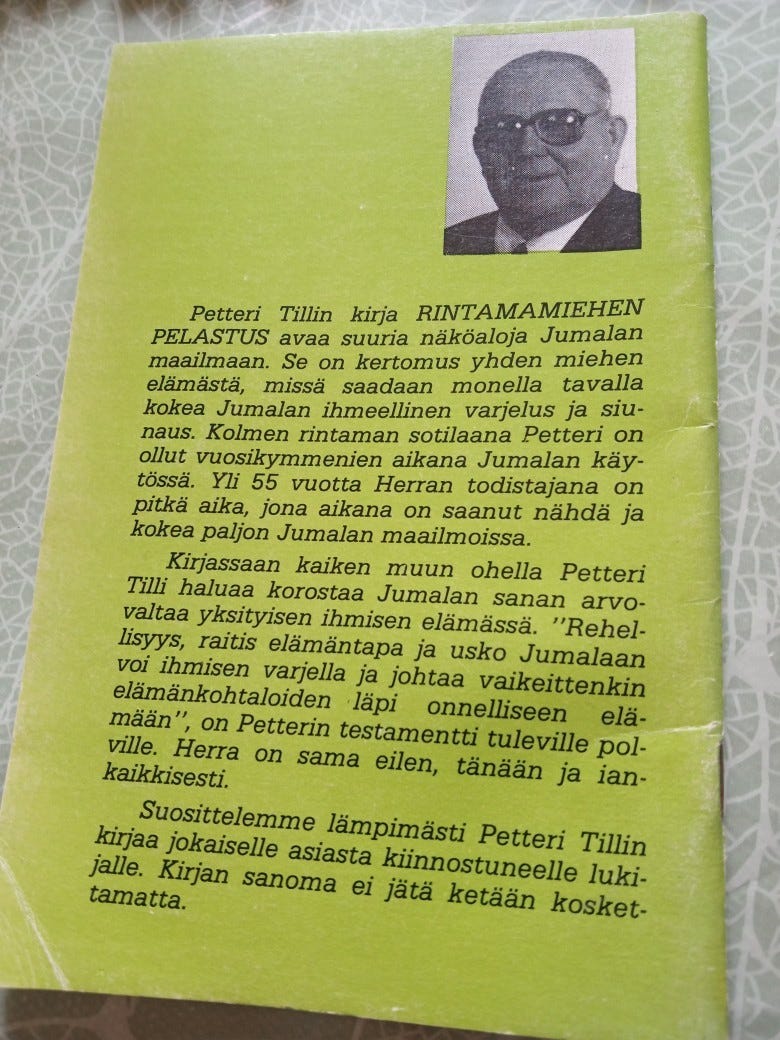 Petteri Tillin kirja RINTAMAMIEHEN
PELASTUS avaa suuria näköaloja Jumalan
maailmaan. Se on kertomus yhden miehen
elämästä, missä saadaan monella tavalla
kokea Jumalan ihmeellinen varjelus ja siu-
naus. Kolmen rintaman sotilaana Petteri on
ollut vuosikymmenien aikana Jumalan käy-
tössä. Yli 55 vuotta Herran todistajana on
pitkä aika, jona aikana on saanut nähdä ja
kokea paljon Jumalan maailmoissa.
Kirjassaan kaiken muun ohella Petteri
Tilli haluaa korostaa Jumalan sanan arvo-
valtaa yksityisen ihmisen elämässä. "Rehel-
lisyys, raitis elämäntapa ja usko Jumalaan
voi ihmisen varjella ja johtaa vaikeittenkin
elämänkohtaloiden läpi onnelliseen elä-
mään", on Petterin testamentti tuleville pol-
ville. Herra on sama eilen, tänään ja ian-
kaikkisesti.
Suosittelemme lämpimästi Petteri Tillin
kirjaa jokaiselle asiasta kiinnostuneelle luki-
jalle. Kirjan sanoma ei jätä ketään kosket-
tamatta.